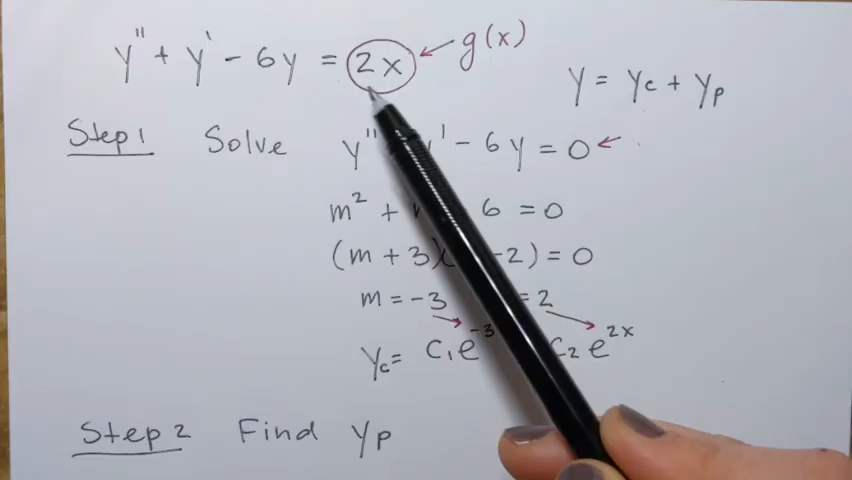 y" + y' - 6y = 2x ← g(x)
y = yc + yp
Step 1 Solve y" y' - 6y = 0 ←
m² + 6 = 0
(m + 3)( -2) = 0
m = -3 = 2
yc = c₁e⁻³ c₂e²ˣ
Step 2 Find yp